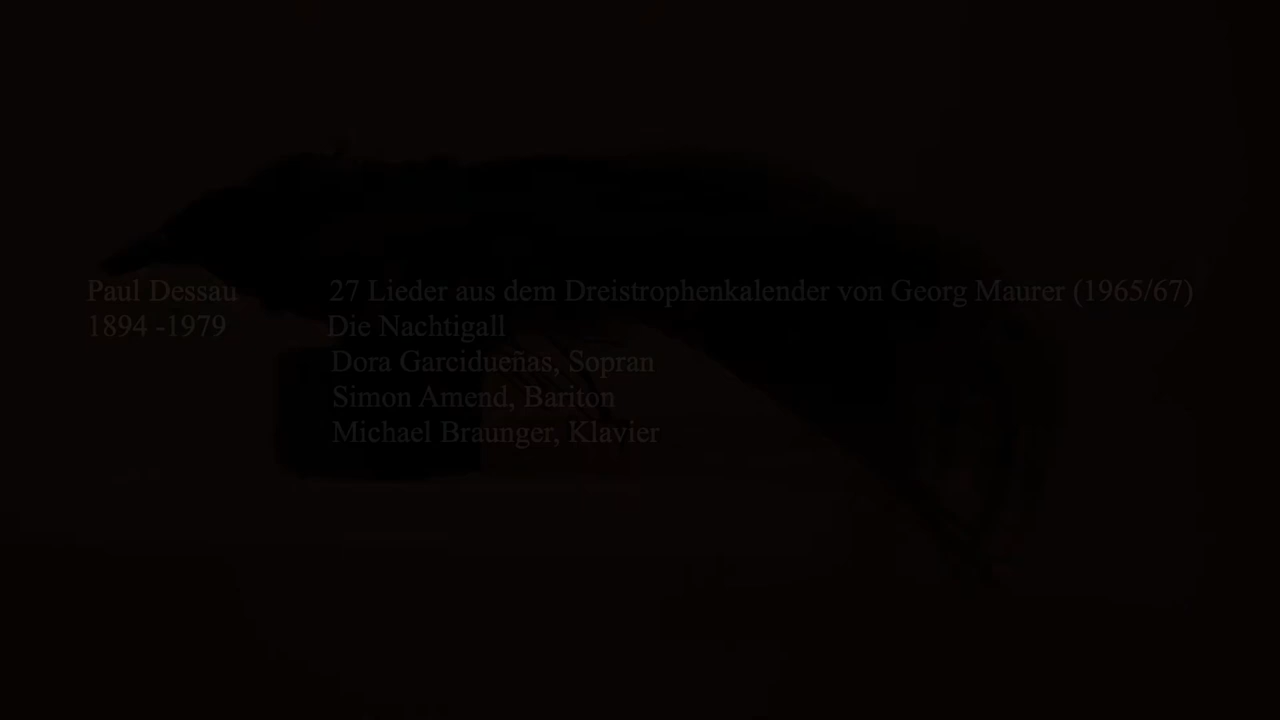 Paul Dessau 27 Lieder aus dem Dreistrophenkalender von Georg Maurer (1965/67)
1894 -1979 Die Nachtigall
Dora Garcidueñas, Sopran
Simon Amend, Bariton
Michael Braunger, Klavier